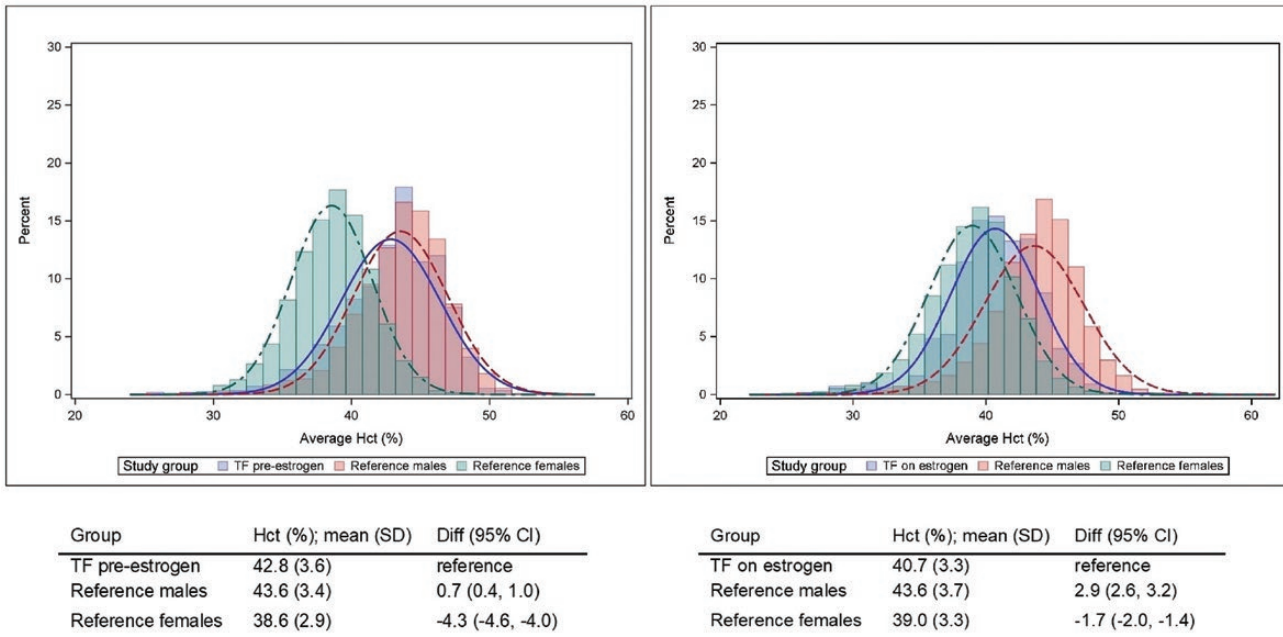 30
25
20
15
10
5
0
Percent
20 30 40 50 60
Average Hct (%)
Study group TF pre-estrogen Reference males Reference females
30
25
20
15
10
5
0
Percent
20 30 40 50 60
Average Hct (%)
Study group TF on estrogen Reference males Reference females
Group Hct (%); mean (SD) Diff (95% CI)
TF pre-estrogen 42.8 (3.6) reference
Reference males 43.6 (3.4) 0.7 (0.4, 1.0)
Reference females 38.6 (2.9) -4.3 (-4.6, -4.0)
Group Hct (%); mean (SD) Diff (95% CI)
TF on estrogen 40.7 (3.3) reference
Reference males 43.6 (3.7) 2.9 (2.6, 3.2)
Reference females 39.0 (3.3) -1.7 (-2.0, -1.4)